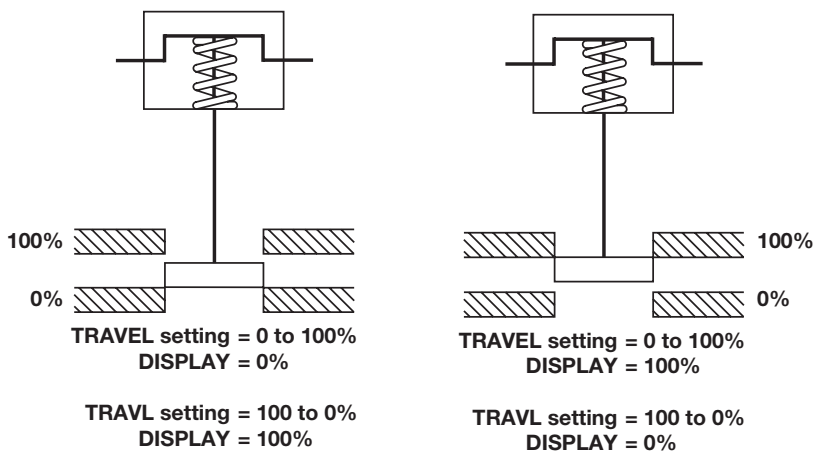 100%
0%
TRAVEL setting = 0 to 100%
DISPLAY = 0%
TRAVL setting = 100 to 0%
DISPLAY = 100%
100%
0%
TRAVEL setting = 0 to 100%
DISPLAY = 100%
TRAVL setting = 100 to 0%
DISPLAY = 0%